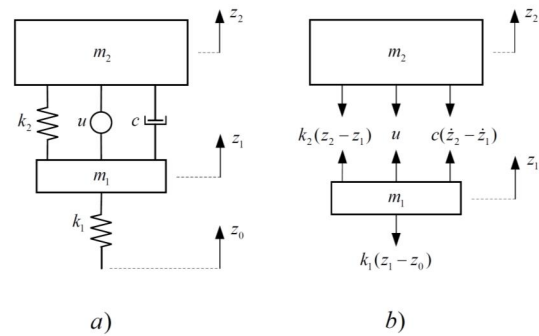 z₂
m₂
k₂
u
c
z₁
m₁
k₁
z₀
a)
z₂
m₂
k₂(z₂ − z₁)
u
c(ż₂ − ż₁)
z₁
m₁
k₁(z₁ − z₀)
b)